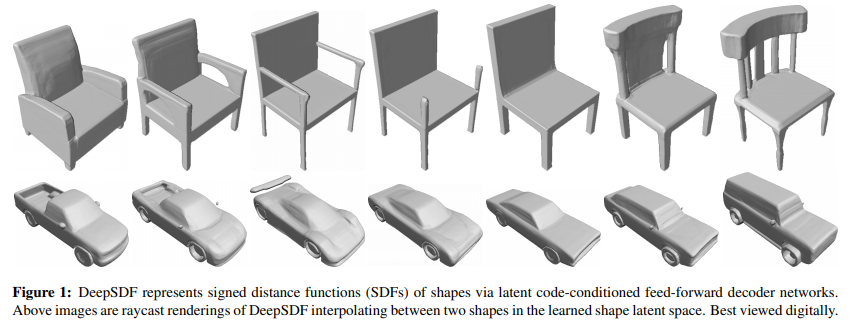 Figure 1: DeepSDF represents signed distance functions (SDFs) of shapes via latent code-conditioned feed-forward decoder networks.
Above images are raycast renderings of DeepSDF interpolating between two shapes in the learned shape latent space. Best viewed digitally.